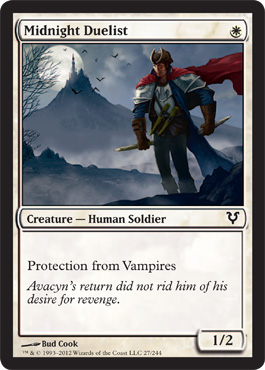 Midnight Duelist
Creature — Human Soldier
Protection from Vampires
Avacyn's return did not rid him of his
desire for revenge.
Bud Cook
™ & © 1993–2012 Wizards of the Coast LLC 27/244
1/2